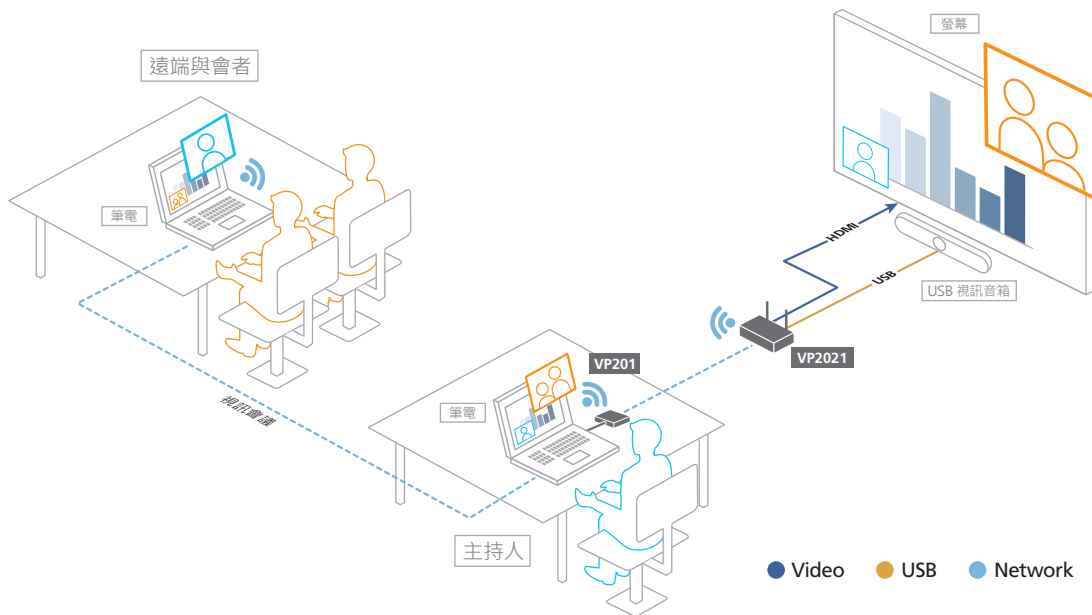 螢幕
遠端與會者
筆電
HDMI
USB
USB 視訊音箱
VP2021
VP201
筆電
視訊會議
主持人
Video
USB
Network